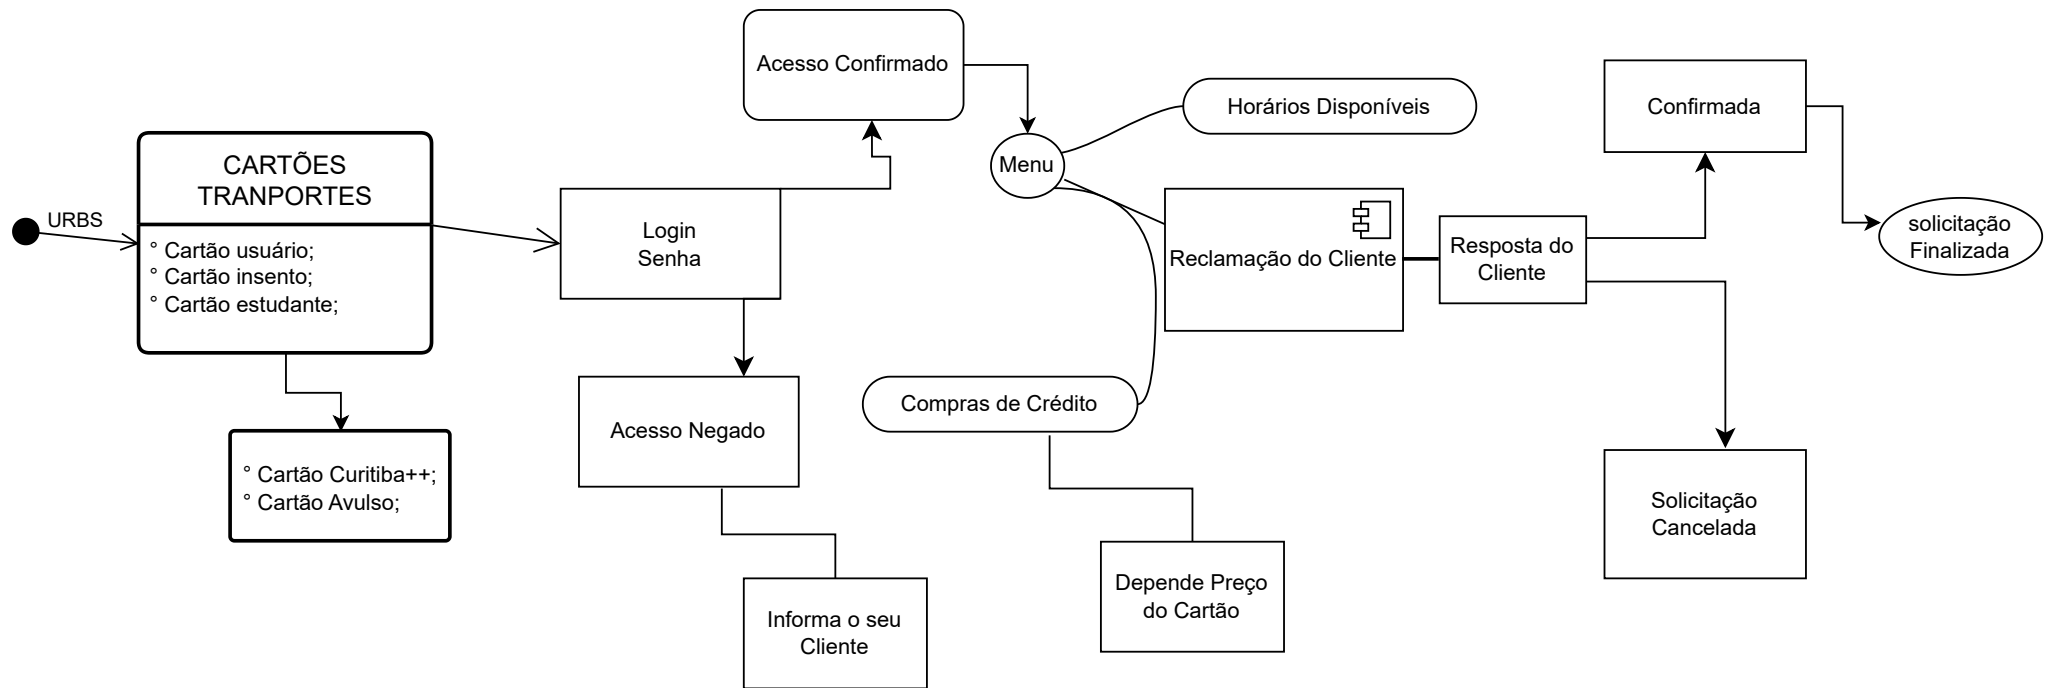 URBS
CARTÕES
TRANPORTES
° Cartão usuário;
° Cartão insento;
° Cartão estudante;
° Cartão Curitiba++;
° Cartão Avulso;
Login
Senha
Acesso Confirmado
Acesso Negado
Informa o seu
Cliente
Menu
Horários Disponíveis
Reclamação do Cliente
Compras de Crédito
Depende Preço
do Cartão
Resposta do
Cliente
Confirmada
solicitação
Finalizada
Solicitação
Cancelada